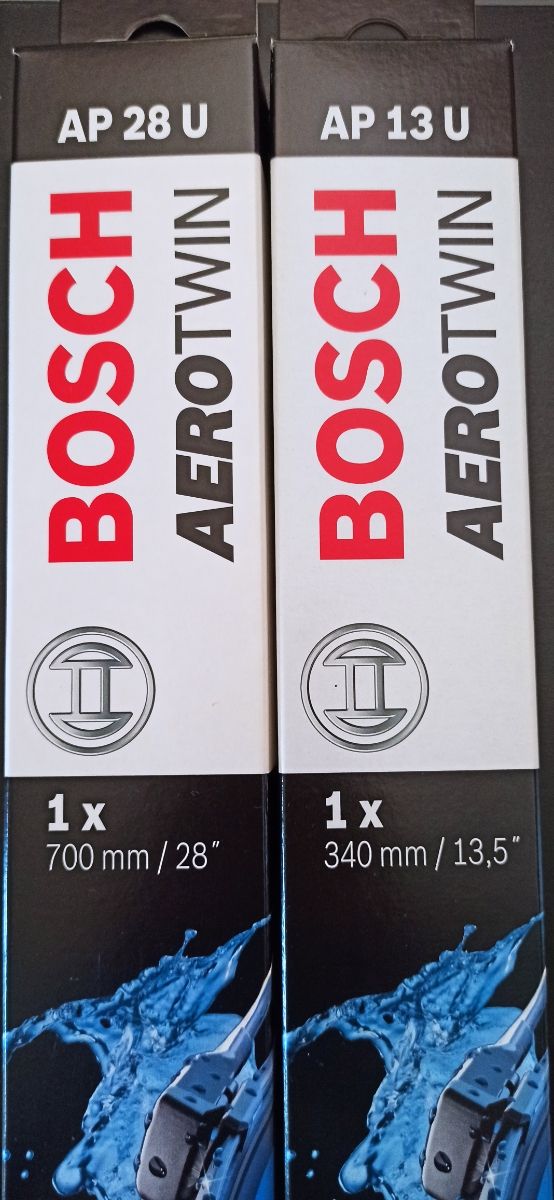 AP 28 U
BOSCH
AEROTWIN
1 x
700 mm / 28"
AP 13 U
BOSCH
AEROTWIN
1 x
340 mm / 13,5"